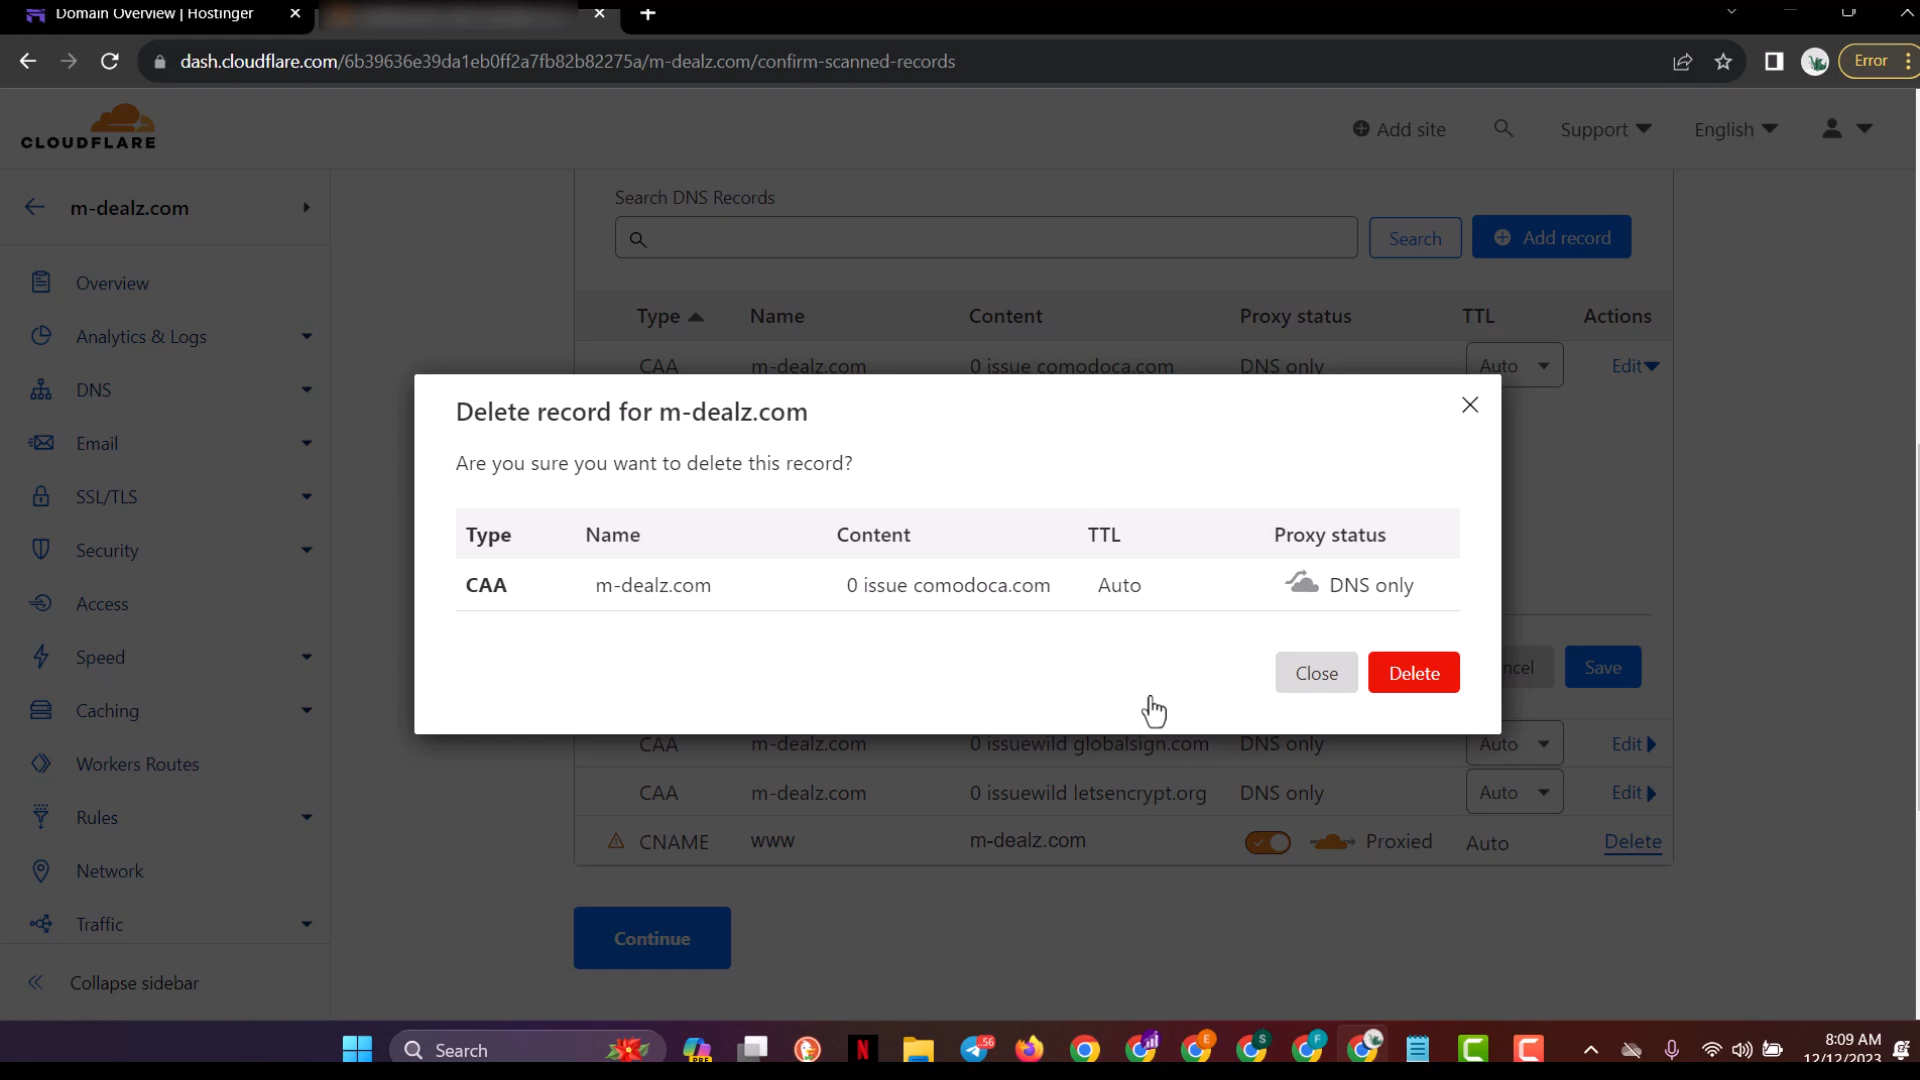 Domain Overview | Hostinger
dash.cloudflare.com/6b39636e39da1eb0ff2a7fb82b82275a/m-dealz.com/confirm-scanned-records
Error
CLOUDFLARE
Add site
Support
English
m-dealz.com
Overview
Analytics & Logs
DNS
Email
SSL/TLS
Security
Access
Speed
Caching
Workers Routes
Rules
Network
Traffic
Collapse sidebar
Search DNS Records
Search
Add record
Type Name Content Proxy status TTL Actions
CAA m-dealz.com 0 issue comodoca.com DNS only Auto Edit
Delete record for m-dealz.com
Are you sure you want to delete this record?
Type Name Content TTL Proxy status
CAA m-dealz.com 0 issue comodoca.com Auto DNS only
Close Delete
ncel Save
CAA m-dealz.com 0 issuewild globalsign.com DNS only Auto Edit
CAA m-dealz.com 0 issuewild letsencrypt.org DNS only Auto Edit
CNAME www m-dealz.com Proxied Auto Delete
Continue
Search
PRE
56
N
E
S
F
8:09 AM
12/12/2023